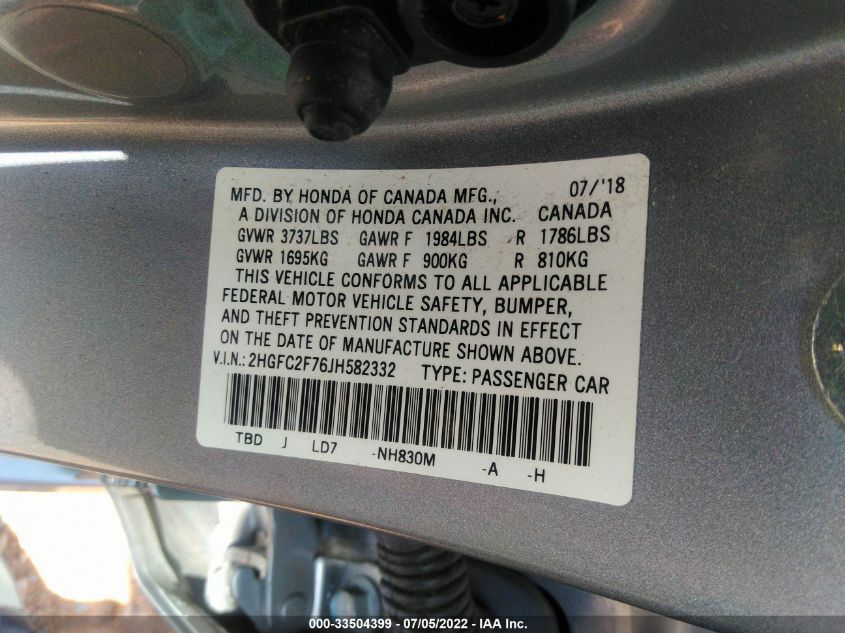 MFD. BY HONDA OF CANADA MFG., 07/'18
A DIVISION OF HONDA CANADA INC. CANADA
GVWR 3737LBS GAWR F 1984LBS R 1786LBS
GVWR 1695KG GAWR F 900KG R 810KG
THIS VEHICLE CONFORMS TO ALL APPLICABLE
FEDERAL MOTOR VEHICLE SAFETY, BUMPER,
AND THEFT PREVENTION STANDARDS IN EFFECT
ON THE DATE OF MANUFACTURE SHOWN ABOVE.
V.I.N.: 2HGFC2F76JH582332 TYPE: PASSENGER CAR
TBD J LD7 -NH830M -A -H
000-33504399 - 07/05/2022 - IAA Inc.